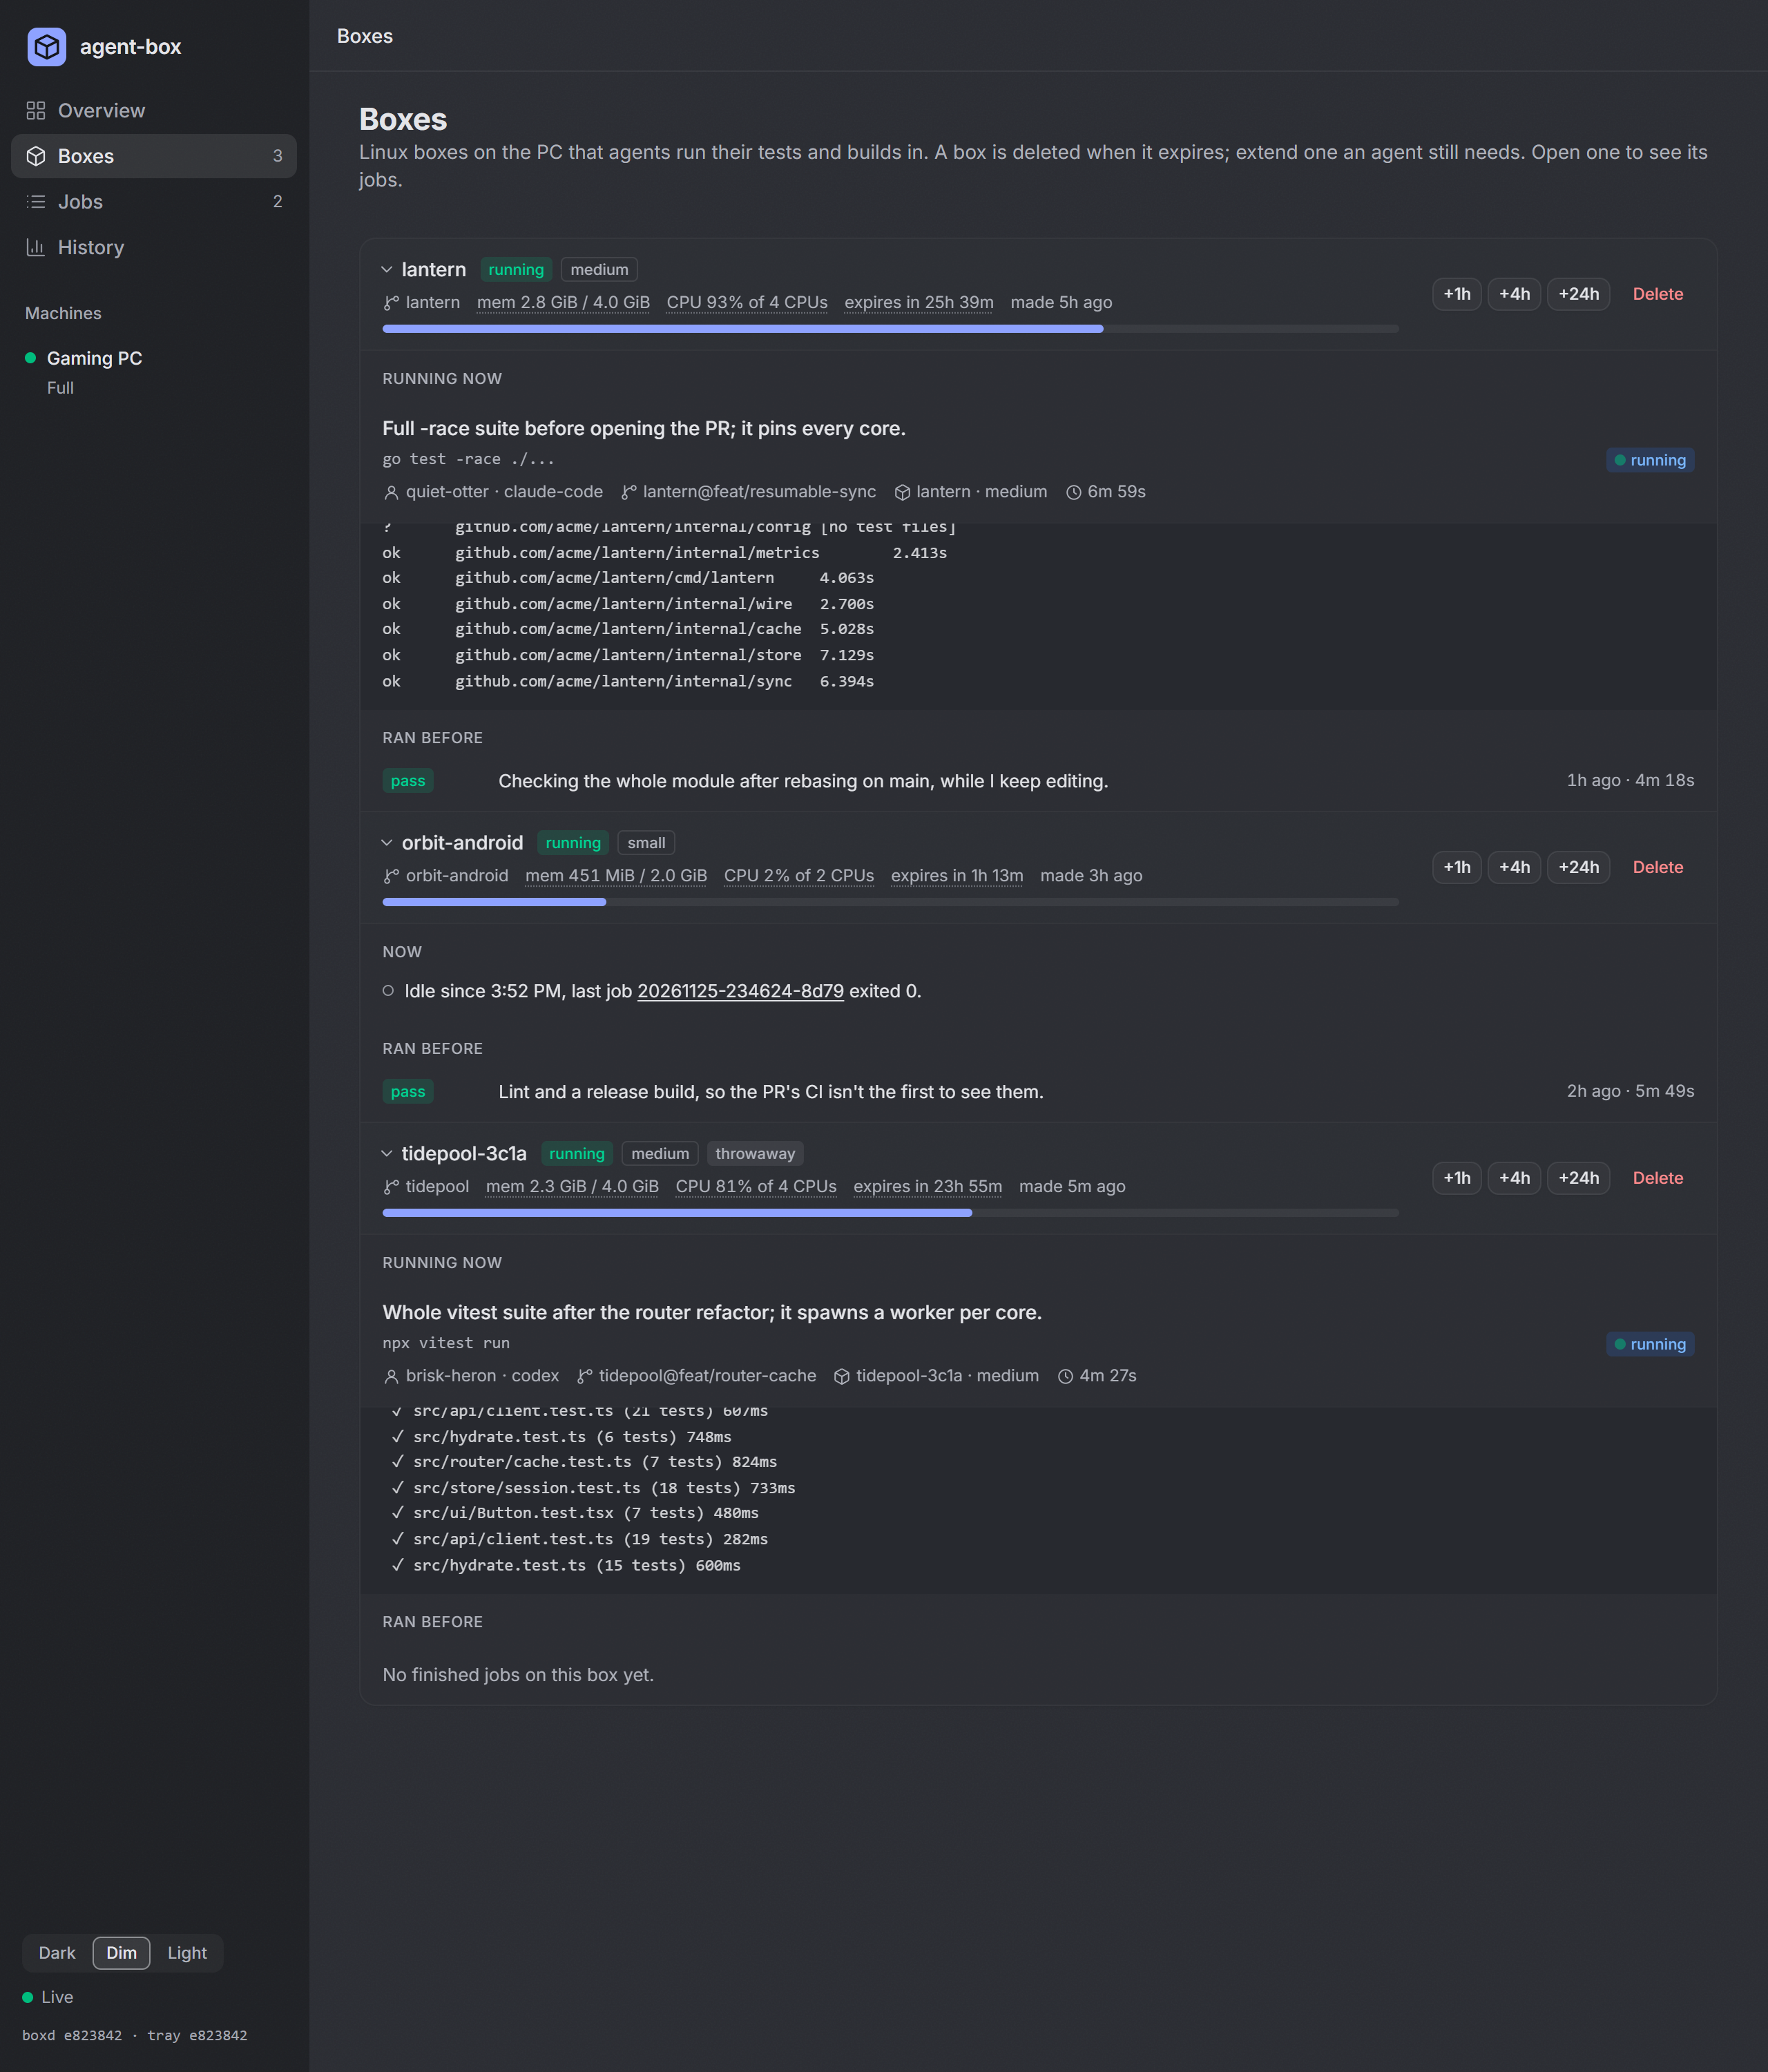 agent-box
Overview
Boxes 3
Jobs 2
History
Machines
Gaming PC
Full
Dark Dim Light
Live
boxd e823842 · tray e823842
Boxes
Boxes
Linux boxes on the PC that agents run their tests and builds in. A box is deleted when it expires; extend one an agent still needs. Open one to see its
jobs.
lantern running medium
lantern mem 2.8 GiB / 4.0 GiB CPU 93% of 4 CPUs expires in 25h 39m made 5h ago
+1h +4h +24h Delete
RUNNING NOW
Full -race suite before opening the PR; it pins every core.
go test -race ./...
running
quiet-otter · claude-code lantern@feat/resumable-sync lantern · medium 6m 59s
? github.com/acme/lantern/internal/config [no test files]
ok github.com/acme/lantern/internal/metrics 2.413s
ok github.com/acme/lantern/cmd/lantern 4.063s
ok github.com/acme/lantern/internal/wire 2.700s
ok github.com/acme/lantern/internal/cache 5.028s
ok github.com/acme/lantern/internal/store 7.129s
ok github.com/acme/lantern/internal/sync 6.394s
RAN BEFORE
pass Checking the whole module after rebasing on main, while I keep editing. 1h ago · 4m 18s
orbit-android running small
orbit-android mem 451 MiB / 2.0 GiB CPU 2% of 2 CPUs expires in 1h 13m made 3h ago
+1h +4h +24h Delete
NOW
Idle since 3:52 PM, last job 20261125-234624-8d79 exited 0.
RAN BEFORE
pass Lint and a release build, so the PR's CI isn't the first to see them. 2h ago · 5m 49s
tidepool-3c1a running medium throwaway
tidepool mem 2.3 GiB / 4.0 GiB CPU 81% of 4 CPUs expires in 23h 55m made 5m ago
+1h +4h +24h Delete
RUNNING NOW
Whole vitest suite after the router refactor; it spawns a worker per core.
npx vitest run
running
brisk-heron · codex tidepool@feat/router-cache tidepool-3c1a · medium 4m 27s
✓ src/api/client.test.ts (21 tests) 607ms
✓ src/hydrate.test.ts (6 tests) 748ms
✓ src/router/cache.test.ts (7 tests) 824ms
✓ src/store/session.test.ts (18 tests) 733ms
✓ src/ui/Button.test.tsx (7 tests) 480ms
✓ src/api/client.test.ts (19 tests) 282ms
✓ src/hydrate.test.ts (15 tests) 600ms
RAN BEFORE
No finished jobs on this box yet.